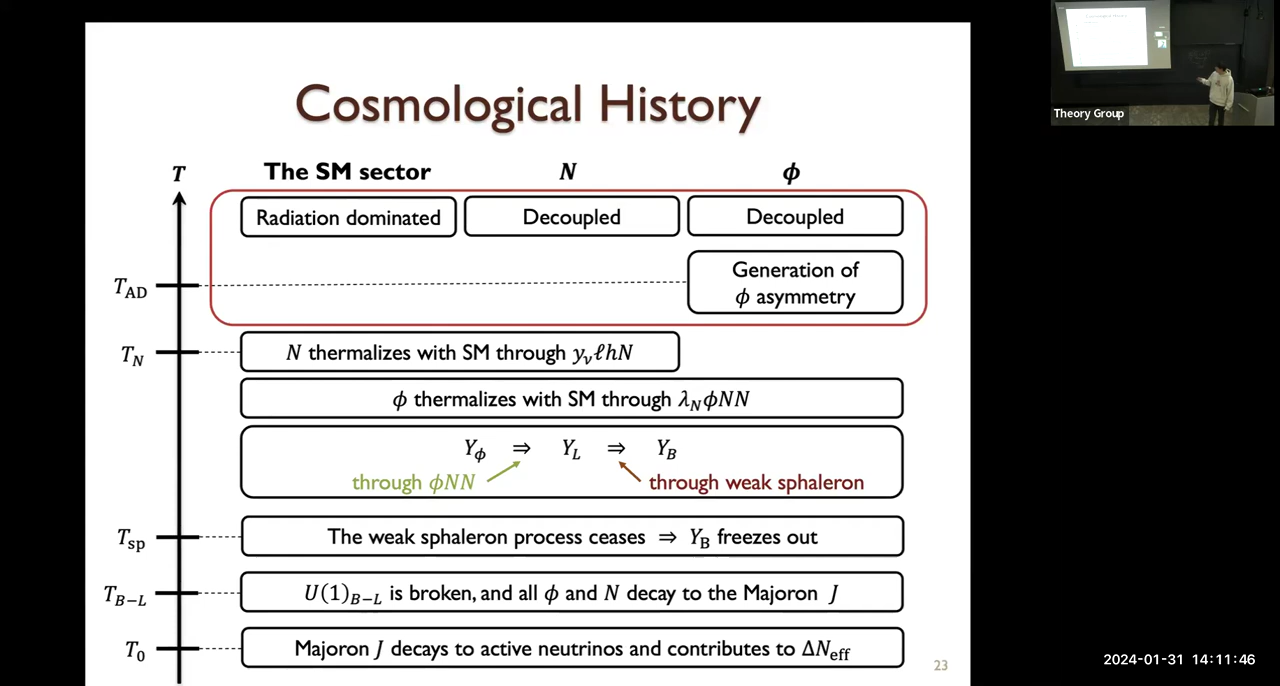 Cosmological History
T The SM sector N ϕ
Radiation dominated Decoupled Decoupled
T_AD Generation of
ϕ asymmetry
T_N N thermalizes with SM through y_ν ℓhN
ϕ thermalizes with SM through λ_N ϕNN
Y_ϕ ⇒ Y_L ⇒ Y_B
through ϕNN through weak sphaleron
T_sp The weak sphaleron process ceases ⇒ Y_B freezes out
T_B−L U(1)_B−L is broken, and all ϕ and N decay to the Majoron J
T_0 Majoron J decays to active neutrinos and contributes to ΔN_eff
23
Theory Group
2024-01-31 14:11:46